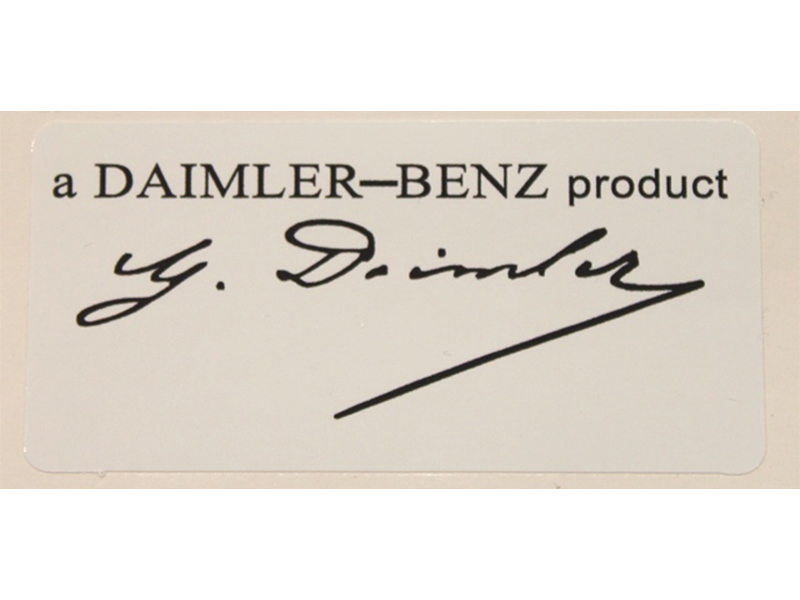 a DAIMLER–BENZ product
G. Daimler